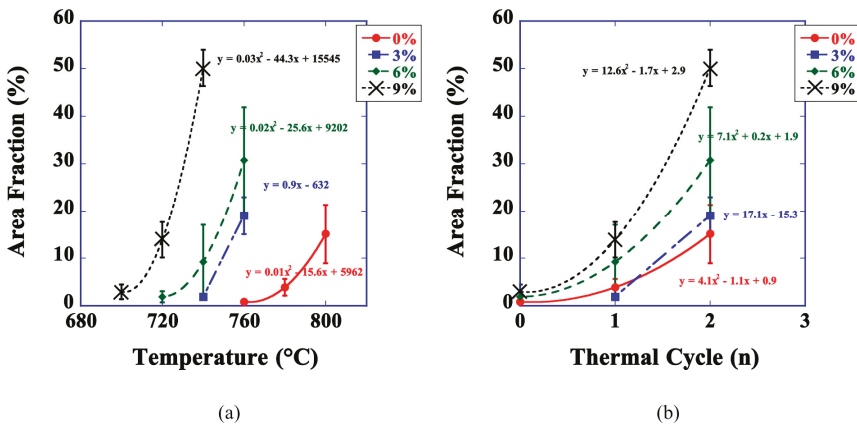 60
50
40
30
20
10
0
680
720
760
800
Area Fraction (%)
Temperature (°C)
0%
3%
6%
9%
y = 0.03x² - 44.3x + 15545
y = 0.02x² - 25.6x + 9202
y = 0.9x - 632
y = 0.01x² - 15.6x + 5962
(a)
60
50
40
30
20
10
0
0
1
2
3
Area Fraction (%)
Thermal Cycle (n)
0%
3%
6%
9%
y = 12.6x² - 1.7x + 2.9
y = 7.1x² + 0.2x + 1.9
y = 17.1x - 15.3
y = 4.1x² - 1.1x + 0.9
(b)